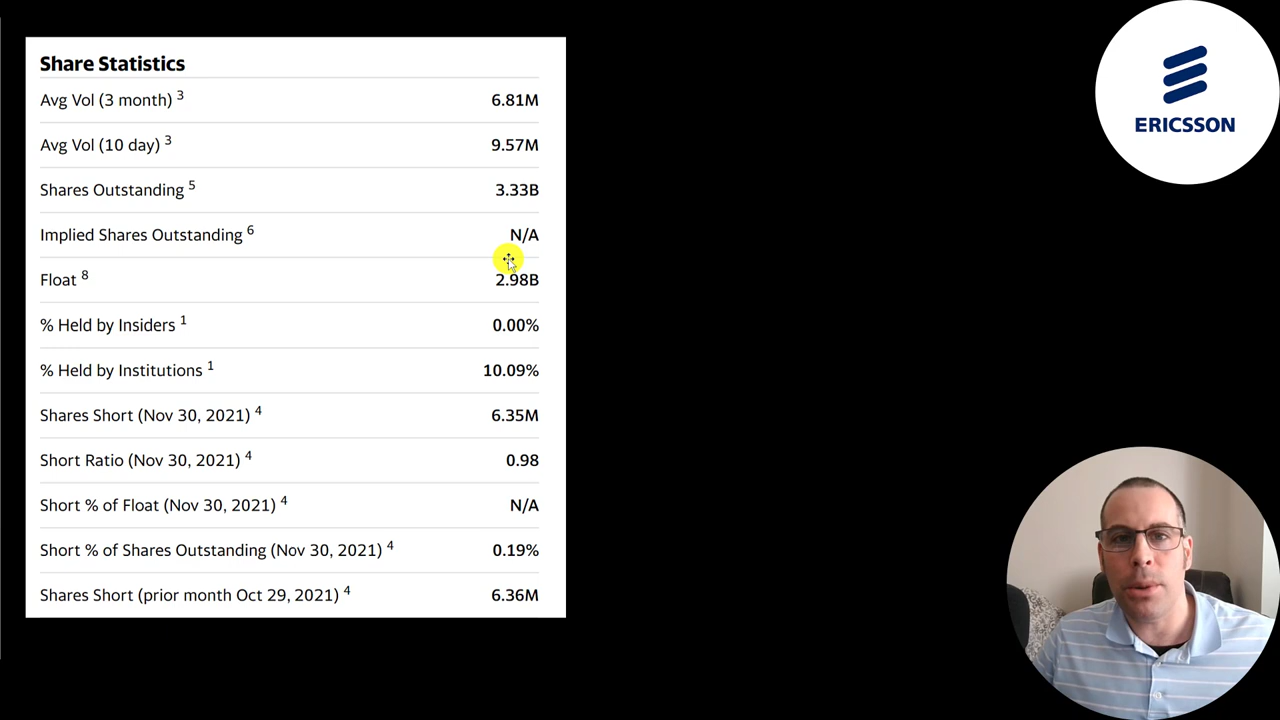 Share Statistics
Avg Vol (3 month) 3 6.81M
Avg Vol (10 day) 3 9.57M
Shares Outstanding 5 3.33B
Implied Shares Outstanding 6 N/A
Float 8 2.98B
% Held by Insiders 1 0.00%
% Held by Institutions 1 10.09%
Shares Short (Nov 30, 2021) 4 6.35M
Short Ratio (Nov 30, 2021) 4 0.98
Short % of Float (Nov 30, 2021) 4 N/A
Short % of Shares Outstanding (Nov 30, 2021) 4 0.19%
Shares Short (prior month Oct 29, 2021) 4 6.36M
ERICSSON